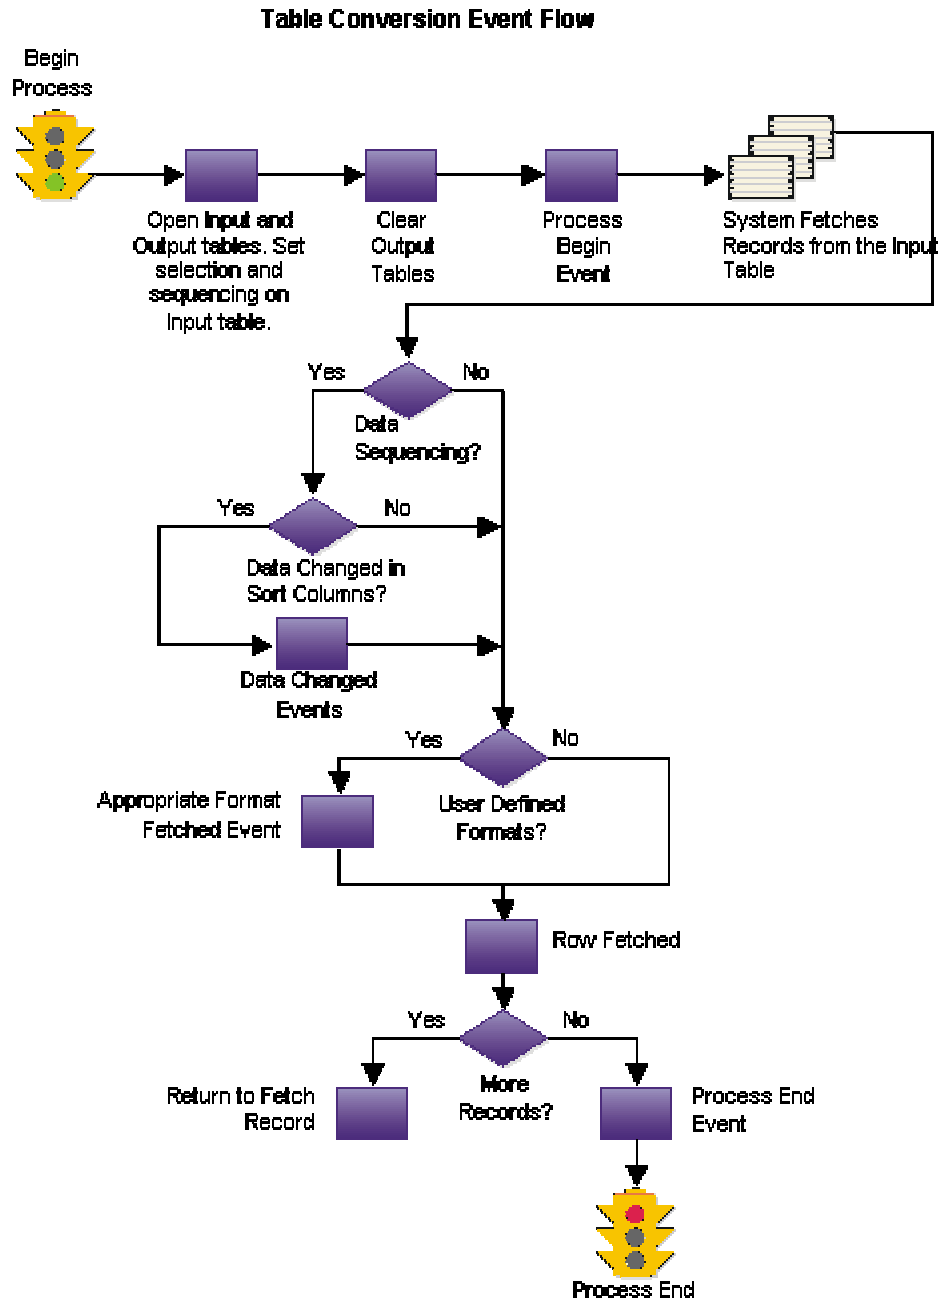 Table Conversion Event Flow
Begin
Process
Open Input and
Output tables. Set
selection and
sequencing on
Input table.
Clear
Output
Tables
Process
Begin
Event
System Fetches
Records from the Input
Table
Yes
No
Data
Sequencing?
Yes
No
Data Changed in
Sort Columns?
Data Changed
Events
Yes
No
User Defined
Formats?
Appropriate Format
Fetched Event
Row Fetched
Yes
No
More
Records?
Return to Fetch
Record
Process End
Event
Process End